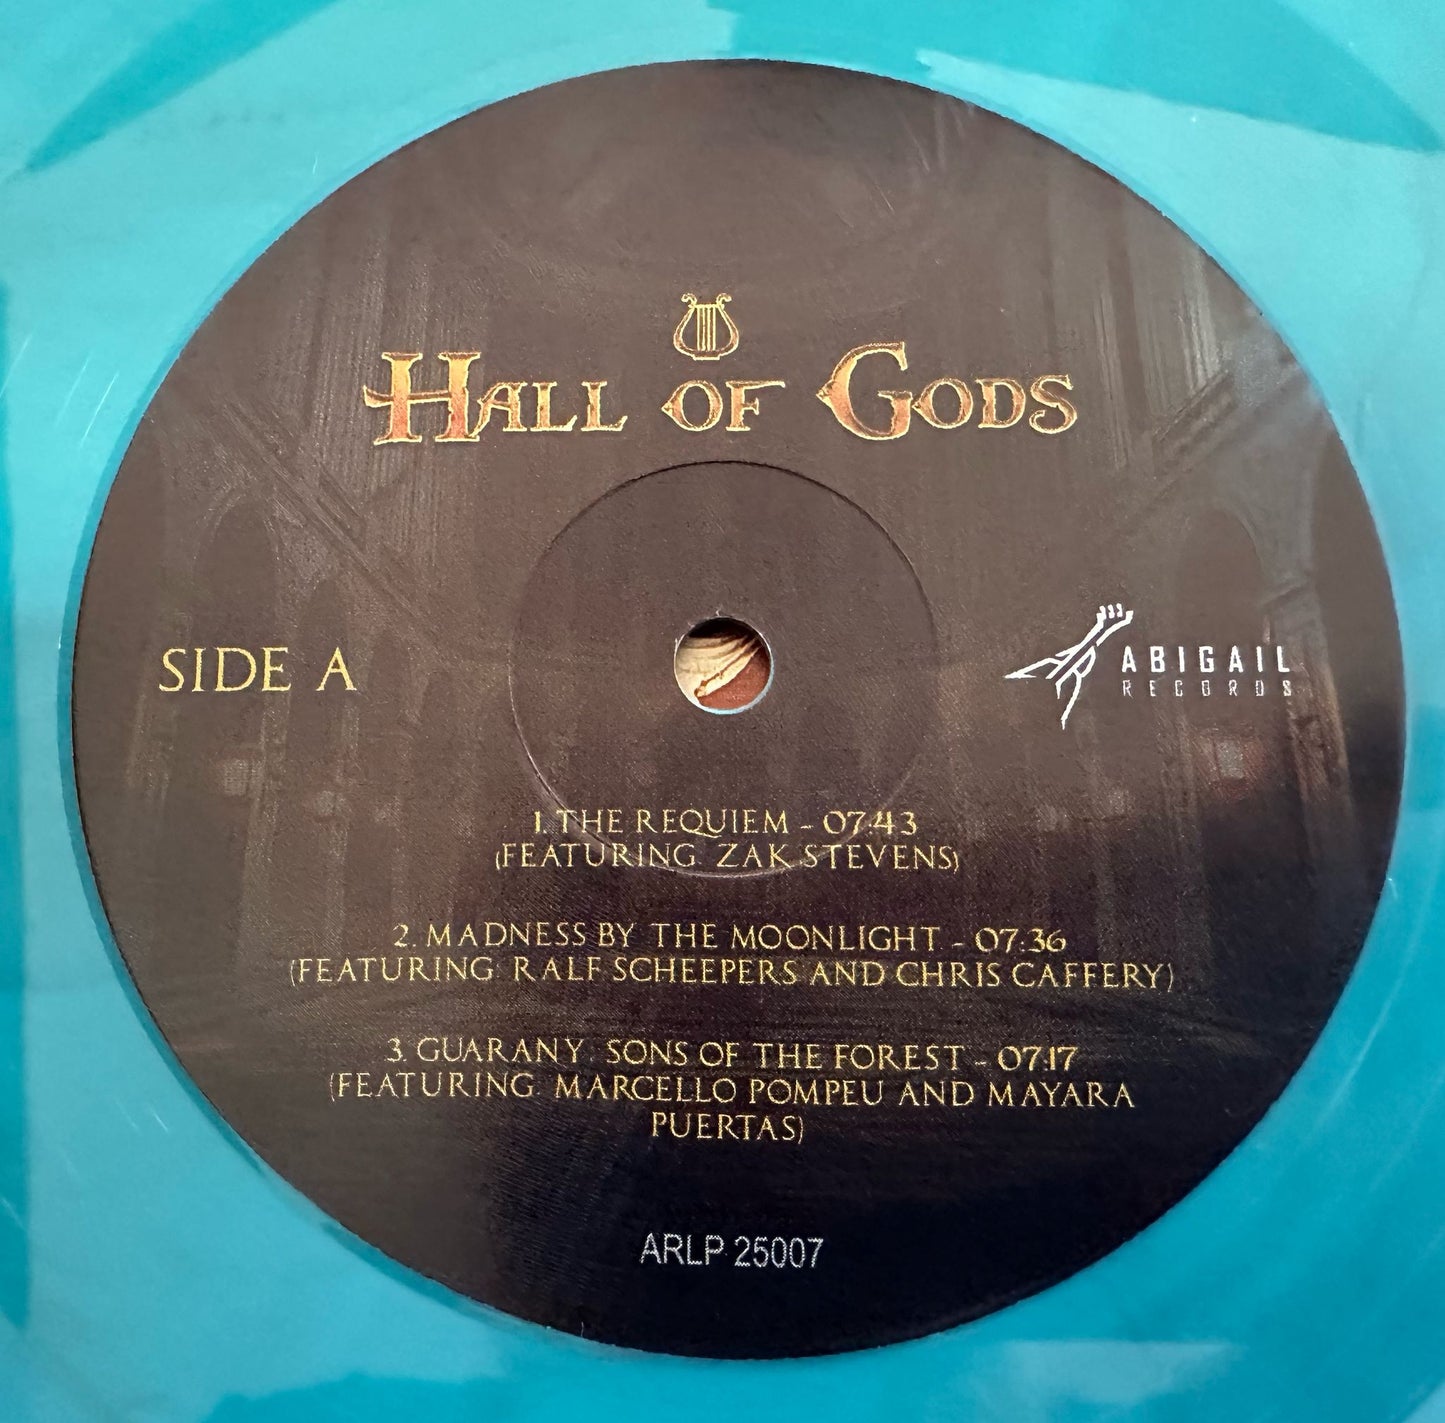 HALL OF GODS
SIDE A
AR ABIGAIL
RECORDS
1. THE REQUIEM - 07:43
(FEATURING: ZAK STEVENS)
2. MADNESS BY THE MOONLIGHT - 07:36
(FEATURING: RALF SCHEEPERS AND CHRIS CAFFERY)
3. GUARANY: SONS OF THE FOREST - 07:17
(FEATURING: MARCELLO POMPEU AND MAYARA
PUERTAS)
ARLP 25007